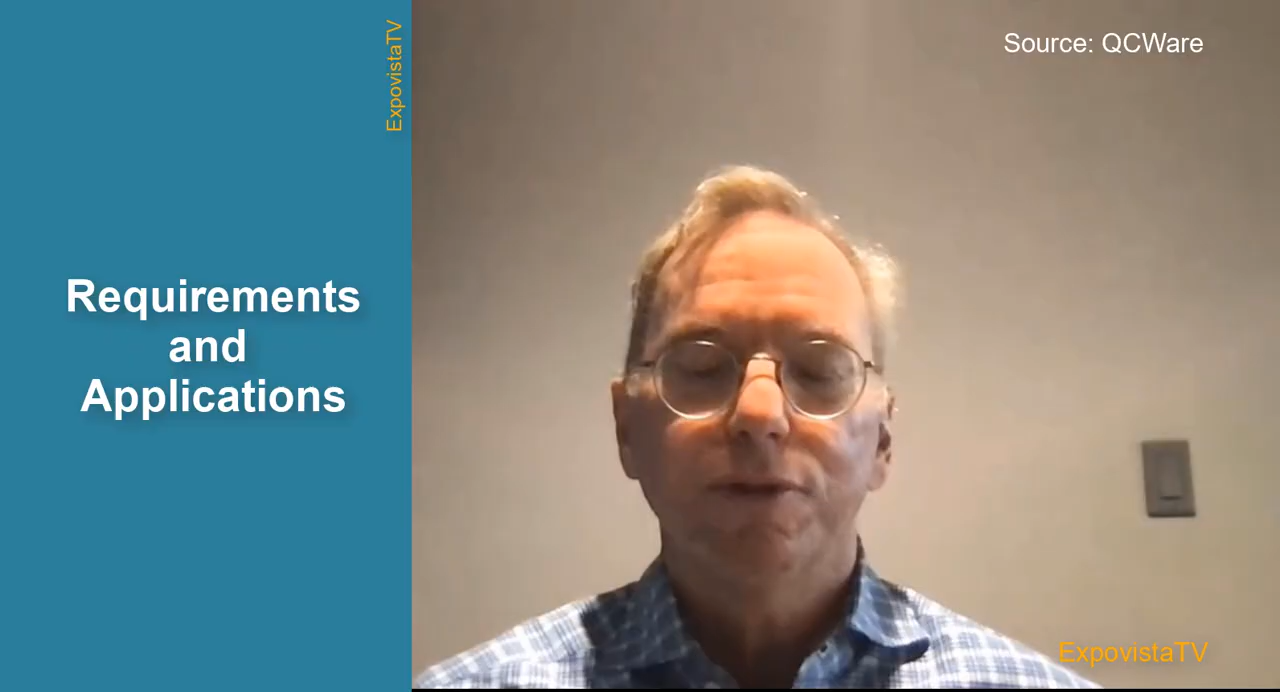 ExpovistaTV
Source: QCWare
Requirements
and
Applications
ExpovistaTV